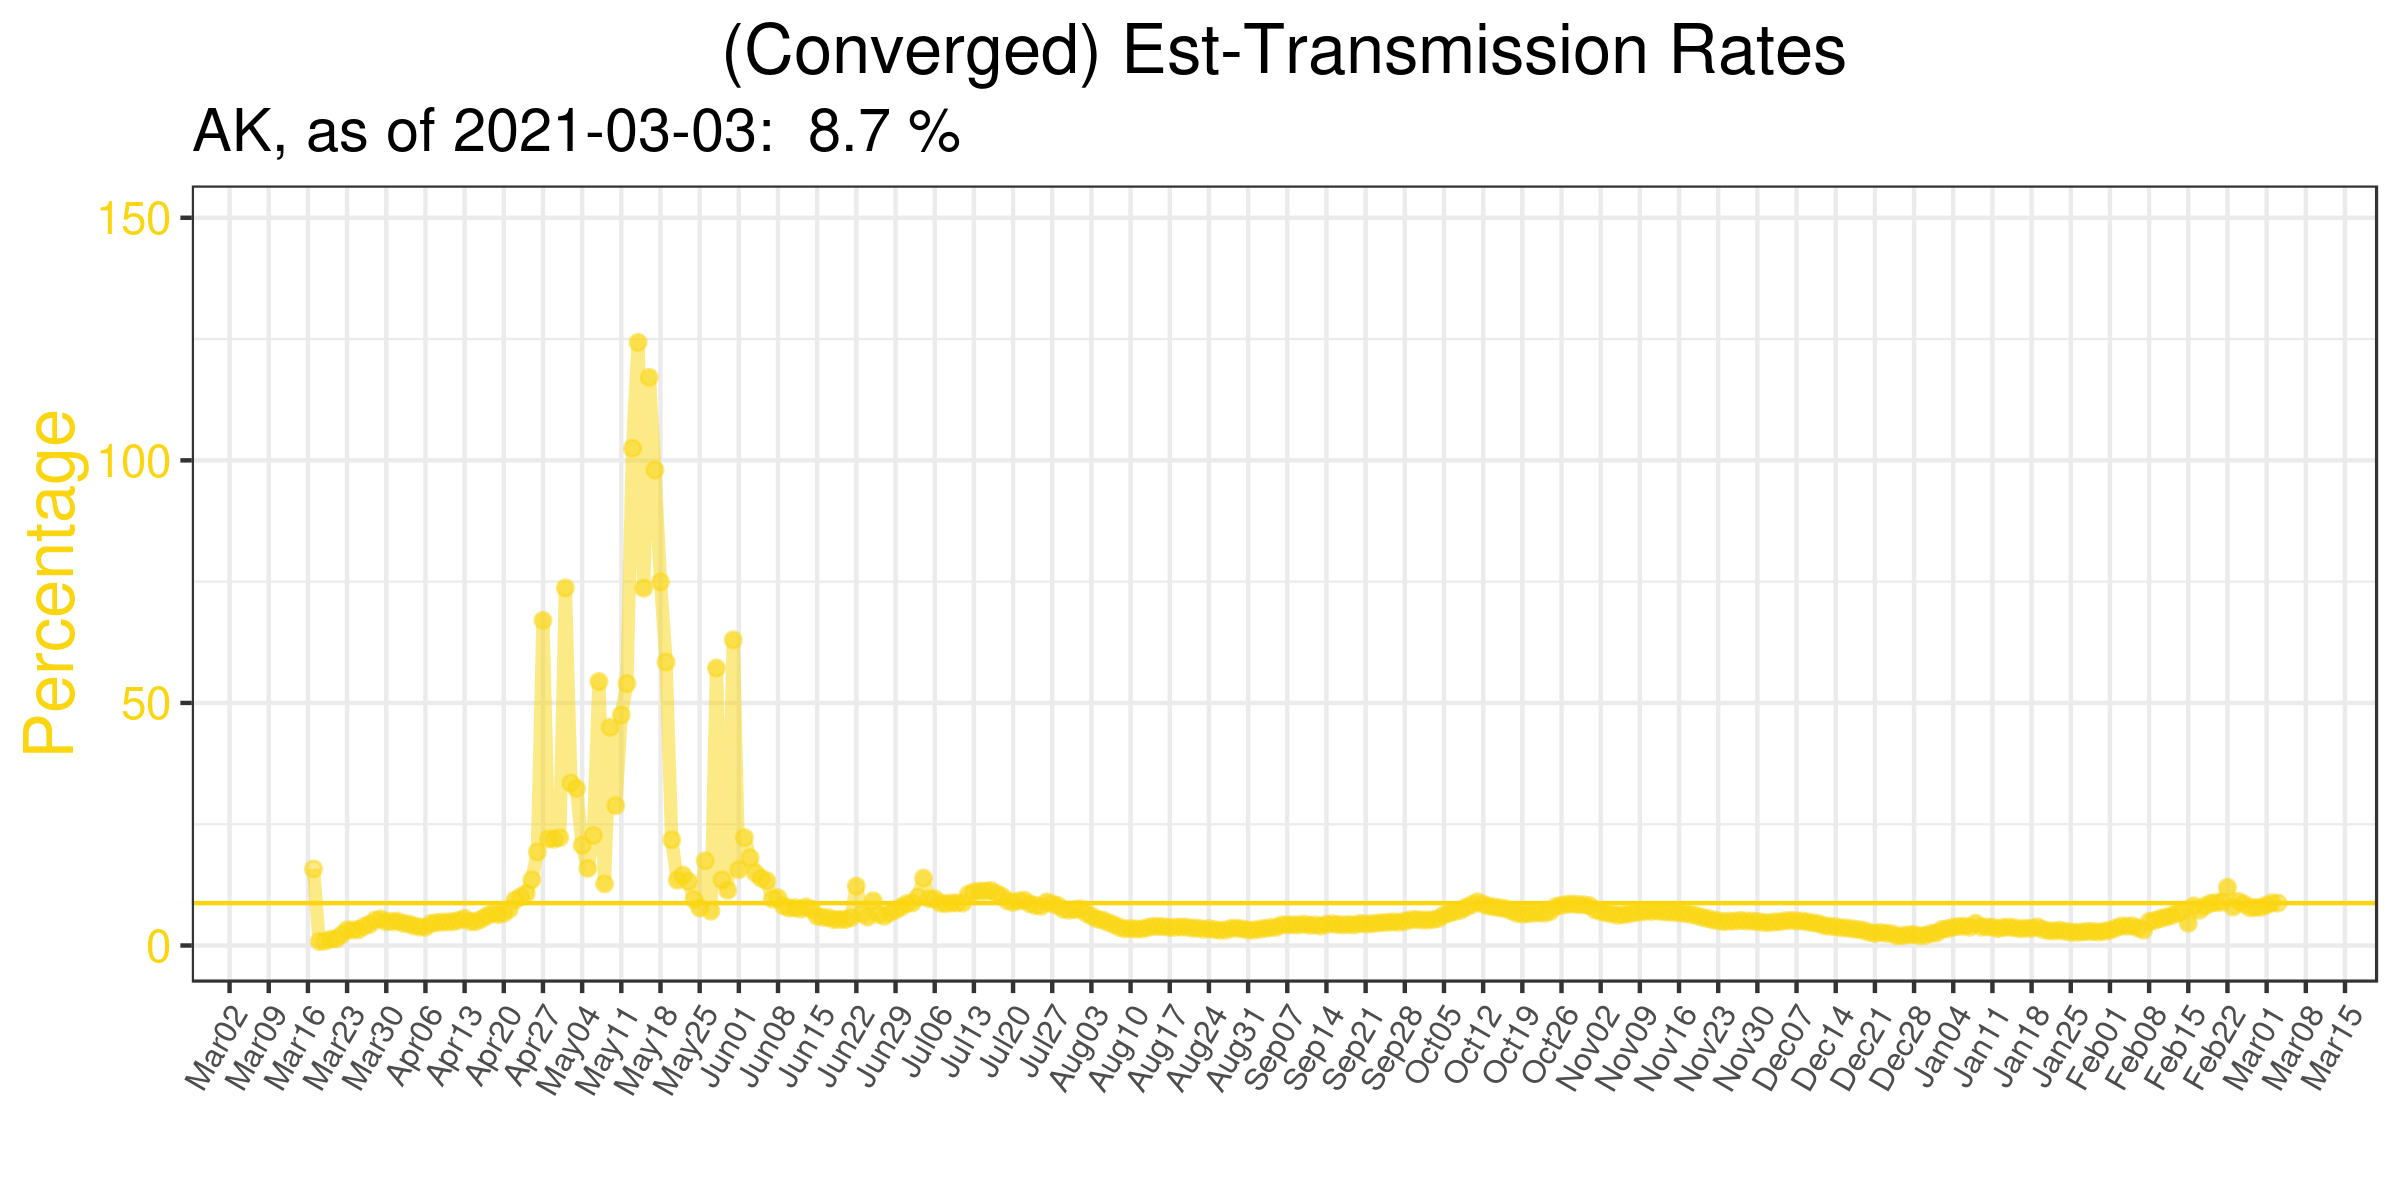 (Converged) Est-Transmission Rates
AK, as of 2021-03-03:  8.7 %
Percentage
150
100
50
0
Mar02
Mar09
Mar16
Mar23
Mar30
Apr06
Apr13
Apr20
Apr27
May04
May11
May18
May25
Jun01
Jun08
Jun15
Jun22
Jun29
Jul06
Jul13
Jul20
Jul27
Aug03
Aug10
Aug17
Aug24
Aug31
Sep07
Sep14
Sep21
Sep28
Oct05
Oct12
Oct19
Oct26
Nov02
Nov09
Nov16
Nov23
Nov30
Dec07
Dec14
Dec21
Dec28
Jan04
Jan11
Jan18
Jan25
Feb01
Feb08
Feb15
Feb22
Mar01
Mar08
Mar15